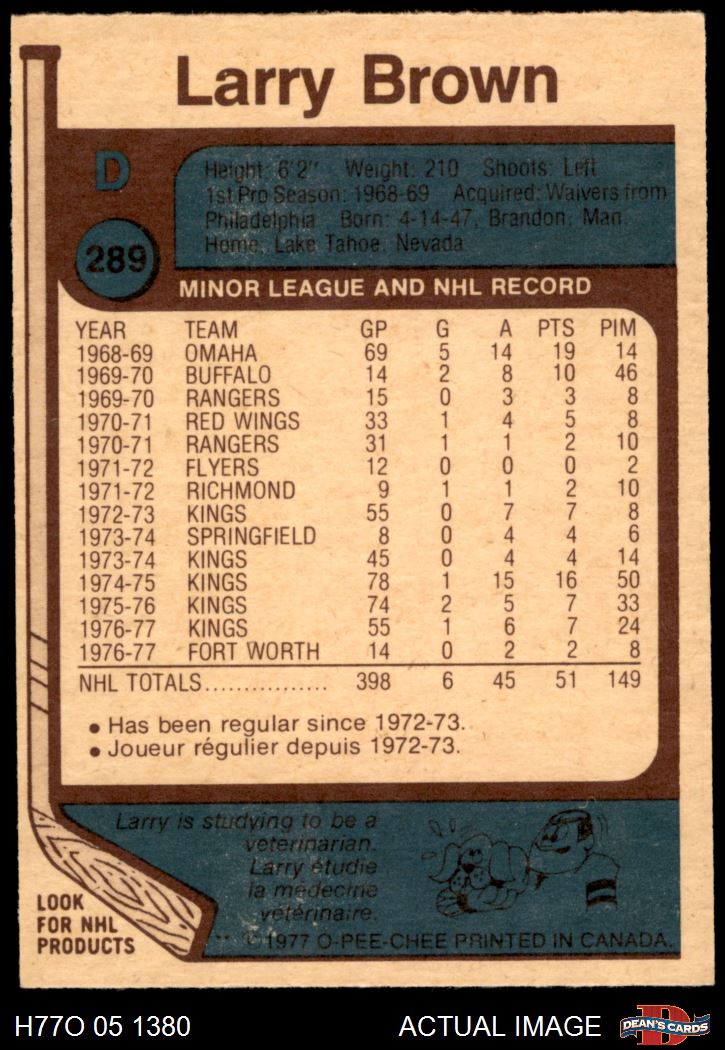 Larry Brown
D
289
Height: 6'2" Weight: 210 Shoots: Left
1st Pro Season: 1968-69 Acquired: Waivers from
Philadelphia Born: 4-14-47, Brandon, Man.
Home: Lake Tahoe, Nevada
MINOR LEAGUE AND NHL RECORD
YEAR TEAM GP G A PTS PIM
1968-69 OMAHA 69 5 14 19 14
1969-70 BUFFALO 14 2 8 10 46
1969-70 RANGERS 15 0 3 3 8
1970-71 RED WINGS 33 1 4 5 8
1970-71 RANGERS 31 1 1 2 10
1971-72 FLYERS 12 0 0 0 2
1971-72 RICHMOND 9 1 1 2 10
1972-73 KINGS 55 0 7 7 8
1973-74 SPRINGFIELD 8 0 4 4 6
1973-74 KINGS 45 0 4 4 14
1974-75 KINGS 78 1 15 16 50
1975-76 KINGS 74 2 5 7 33
1976-77 KINGS 55 1 6 7 24
1976-77 FORT WORTH 14 0 2 2 8
NHL TOTALS................ 398 6 45 51 149
• Has been regular since 1972-73.
• Joueur régulier depuis 1972-73.
Larry is studying to be a
veterinarian.
Larry étudie
la médecine
vétérinaire.
LOOK
FOR NHL
PRODUCTS
** © 1977 O-PEE-CHEE PRINTED IN CANADA.
H77O 05 1380
ACTUAL IMAGE
DEAN'S CARDS